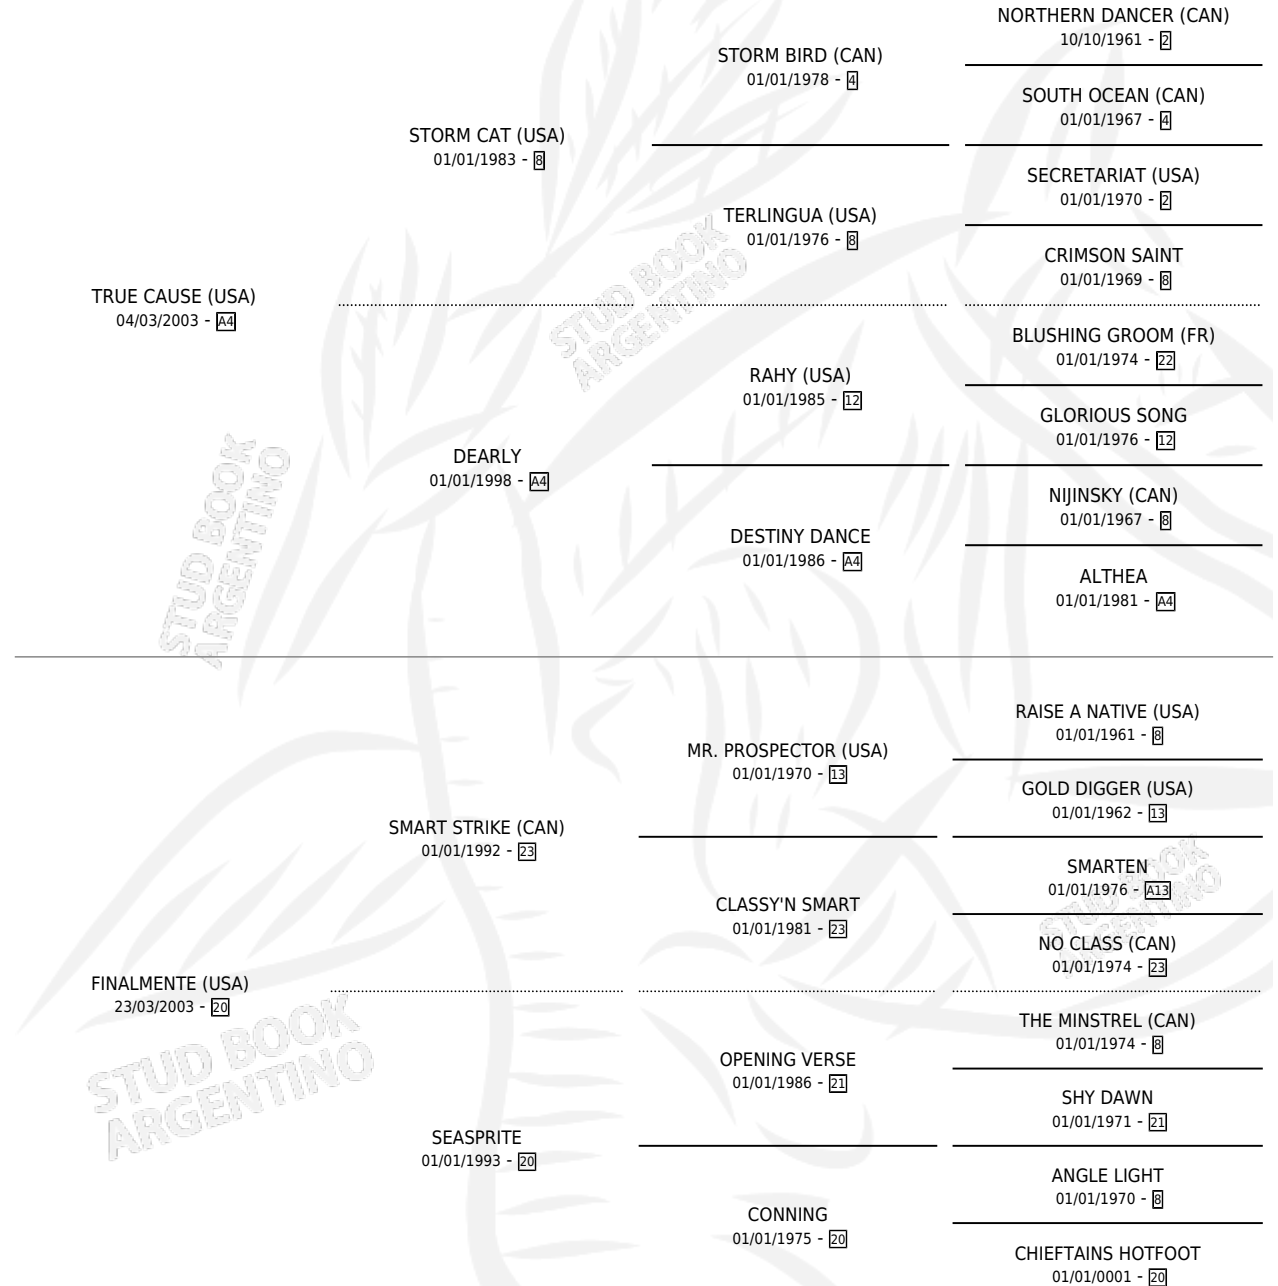 NORTHERN DANCER (CAN)
10/10/1961 - 2
STORM BIRD (CAN)
01/01/1978 - 4
SOUTH OCEAN (CAN)
01/01/1967 - 4
STORM CAT (USA)
01/01/1983 - 8
SECRETARIAT (USA)
01/01/1970 - 2
TERLINGUA (USA)
01/01/1976 - 8
CRIMSON SAINT
01/01/1969 - 8
TRUE CAUSE (USA)
04/03/2003 - A4
BLUSHING GROOM (FR)
01/01/1974 - 22
RAHY (USA)
01/01/1985 - 12
GLORIOUS SONG
01/01/1976 - 12
DEARLY
01/01/1998 - A4
NIJINSKY (CAN)
01/01/1967 - 8
DESTINY DANCE
01/01/1986 - A4
ALTHEA
01/01/1981 - A4
RAISE A NATIVE (USA)
01/01/1961 - 8
MR. PROSPECTOR (USA)
01/01/1970 - 13
GOLD DIGGER (USA)
01/01/1962 - 13
SMART STRIKE (CAN)
01/01/1992 - 23
SMARTEN
01/01/1976 - A13
CLASSY'N SMART
01/01/1981 - 23
NO CLASS (CAN)
01/01/1974 - 23
FINALMENTE (USA)
23/03/2003 - 20
THE MINSTREL (CAN)
01/01/1974 - 8
OPENING VERSE
01/01/1986 - 21
SHY DAWN
01/01/1971 - 21
SEASPRITE
01/01/1993 - 20
ANGLE LIGHT
01/01/1970 - 8
CONNING
01/01/1975 - 20
CHIEFTAINS HOTFOOT
01/01/0001 - 20
STUD BOOK
ARGENTINO
STUD BOOK
ARGENTINO
STUD BOOK
ARGENTINO
STUD BOOK
ARGENTINO